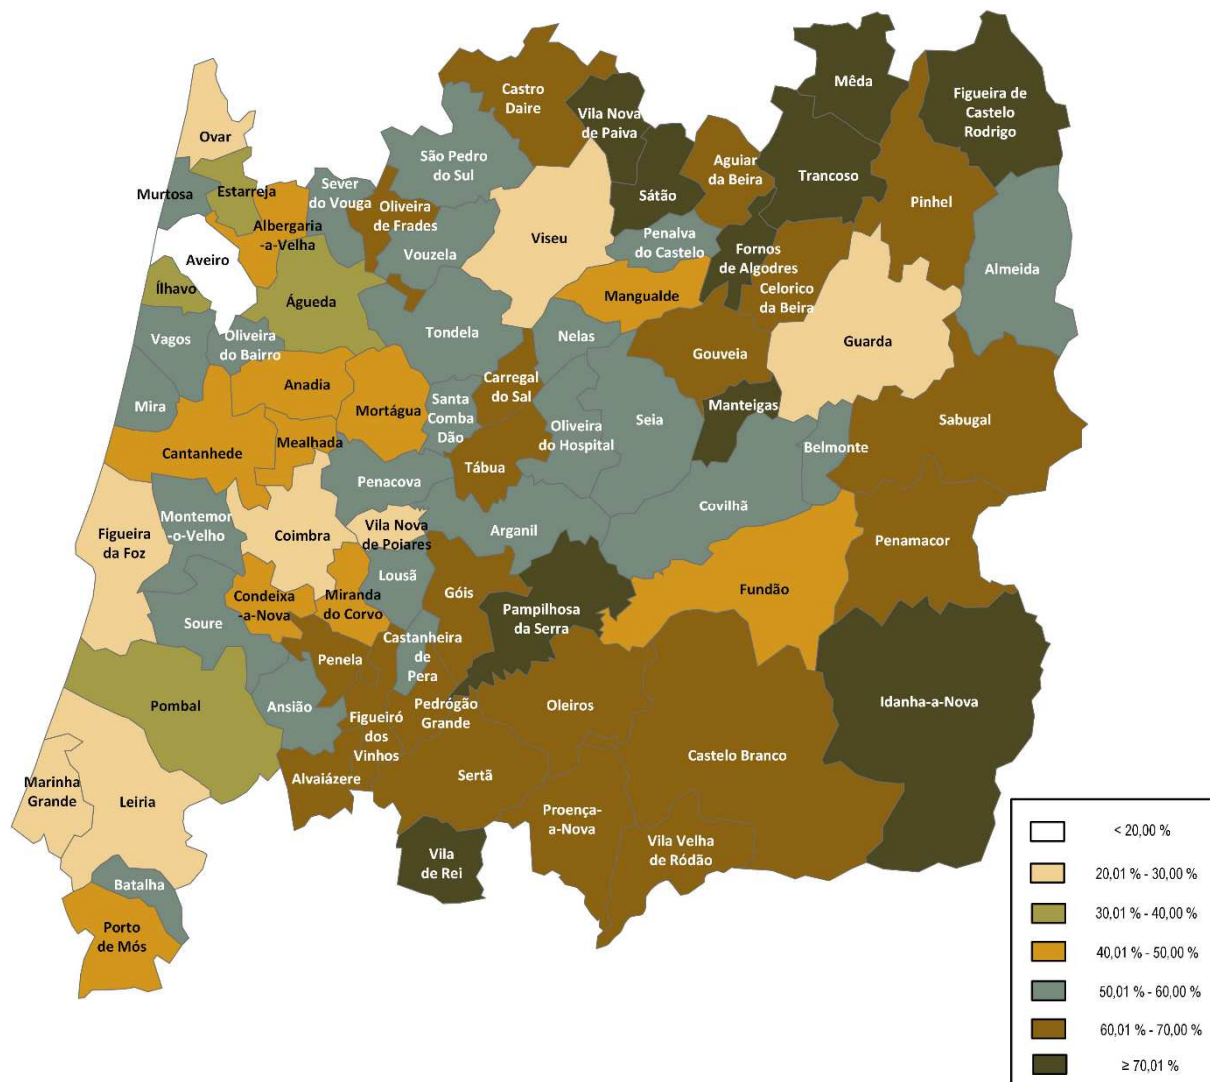 Castro
Daire
Mêda
Figueira de
Castelo
Rodrigo
Vila Nova
de Paiva
Ovar
São Pedro
do Sul
Aguiar
da Beira
Trancoso
Murtosa
Estarreja
Sever
do Vouga
Sátão
Pinhel
Oliveira
de Frades
Albergaria
-a-Velha
Viseu
Penalva
do Castelo
Vouzela
Fornos
de Algodres
Aveiro
Almeida
Ílhavo
Águeda
Mangualde
Celorico
da Beira
Vagos
Oliveira
do Bairro
Tondela
Nelas
Guarda
Gouveia
Anadia
Carregal
do Sal
Mira
Mortágua
Santa
Comba
Dão
Manteigas
Oliveira
do Hospital
Seia
Sabugal
Cantanhede
Mealhada
Belmonte
Tábua
Penacova
Covilhã
Montemor
-o-Velho
Figueira
da Foz
Coimbra
Vila Nova
de Poiares
Arganil
Penamacor
Lousã
Condeixa
-a-Nova
Miranda
do Corvo
Góis
Fundão
Pampilhosa
da Serra
Soure
Castanheira
de
Pera
Penela
Pombal
Ansião
Pedrógão
Grande
Oleiros
Idanha-a-Nova
Figueiró
dos
Vinhos
Castelo Branco
Marinha
Grande
Leiria
Alvaiázere
Sertã
Proença-
a-Nova
Vila Velha
de Ródão
Vila
de Rei
Batalha
Porto
de Mós
< 20,00 %
20,01 % - 30,00 %
30,01 % - 40,00 %
40,01 % - 50,00 %
50,01 % - 60,00 %
60,01 % - 70,00 %
≥ 70,01 %